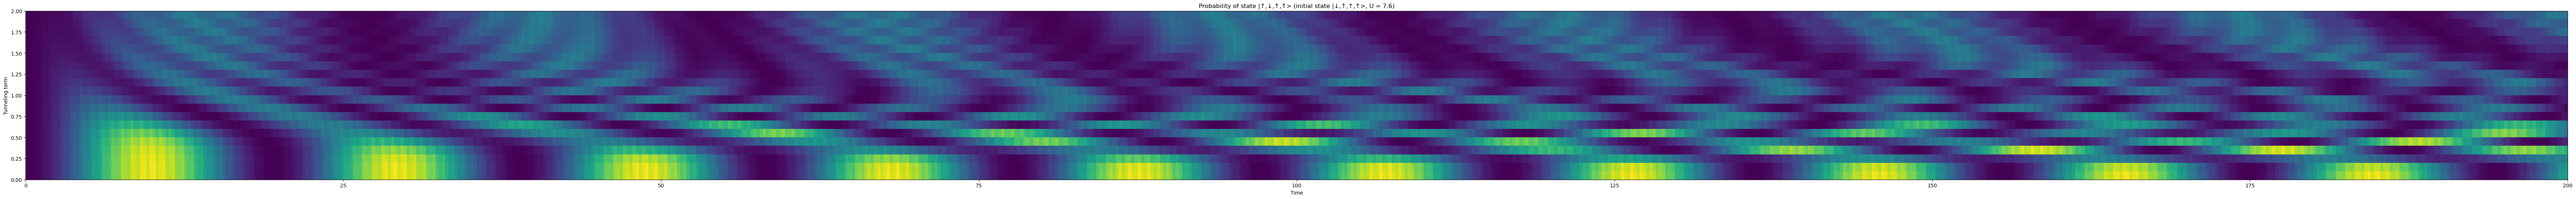 Probability of state |↑,↓,↑,↑> (initial state |↓,↑,↑,↑>, U = 7.6)
Tunneling term
2.00
1.75
1.50
1.25
1.00
0.75
0.50
0.25
0.00
0 25 50 75 100 125 150 175 200
Time